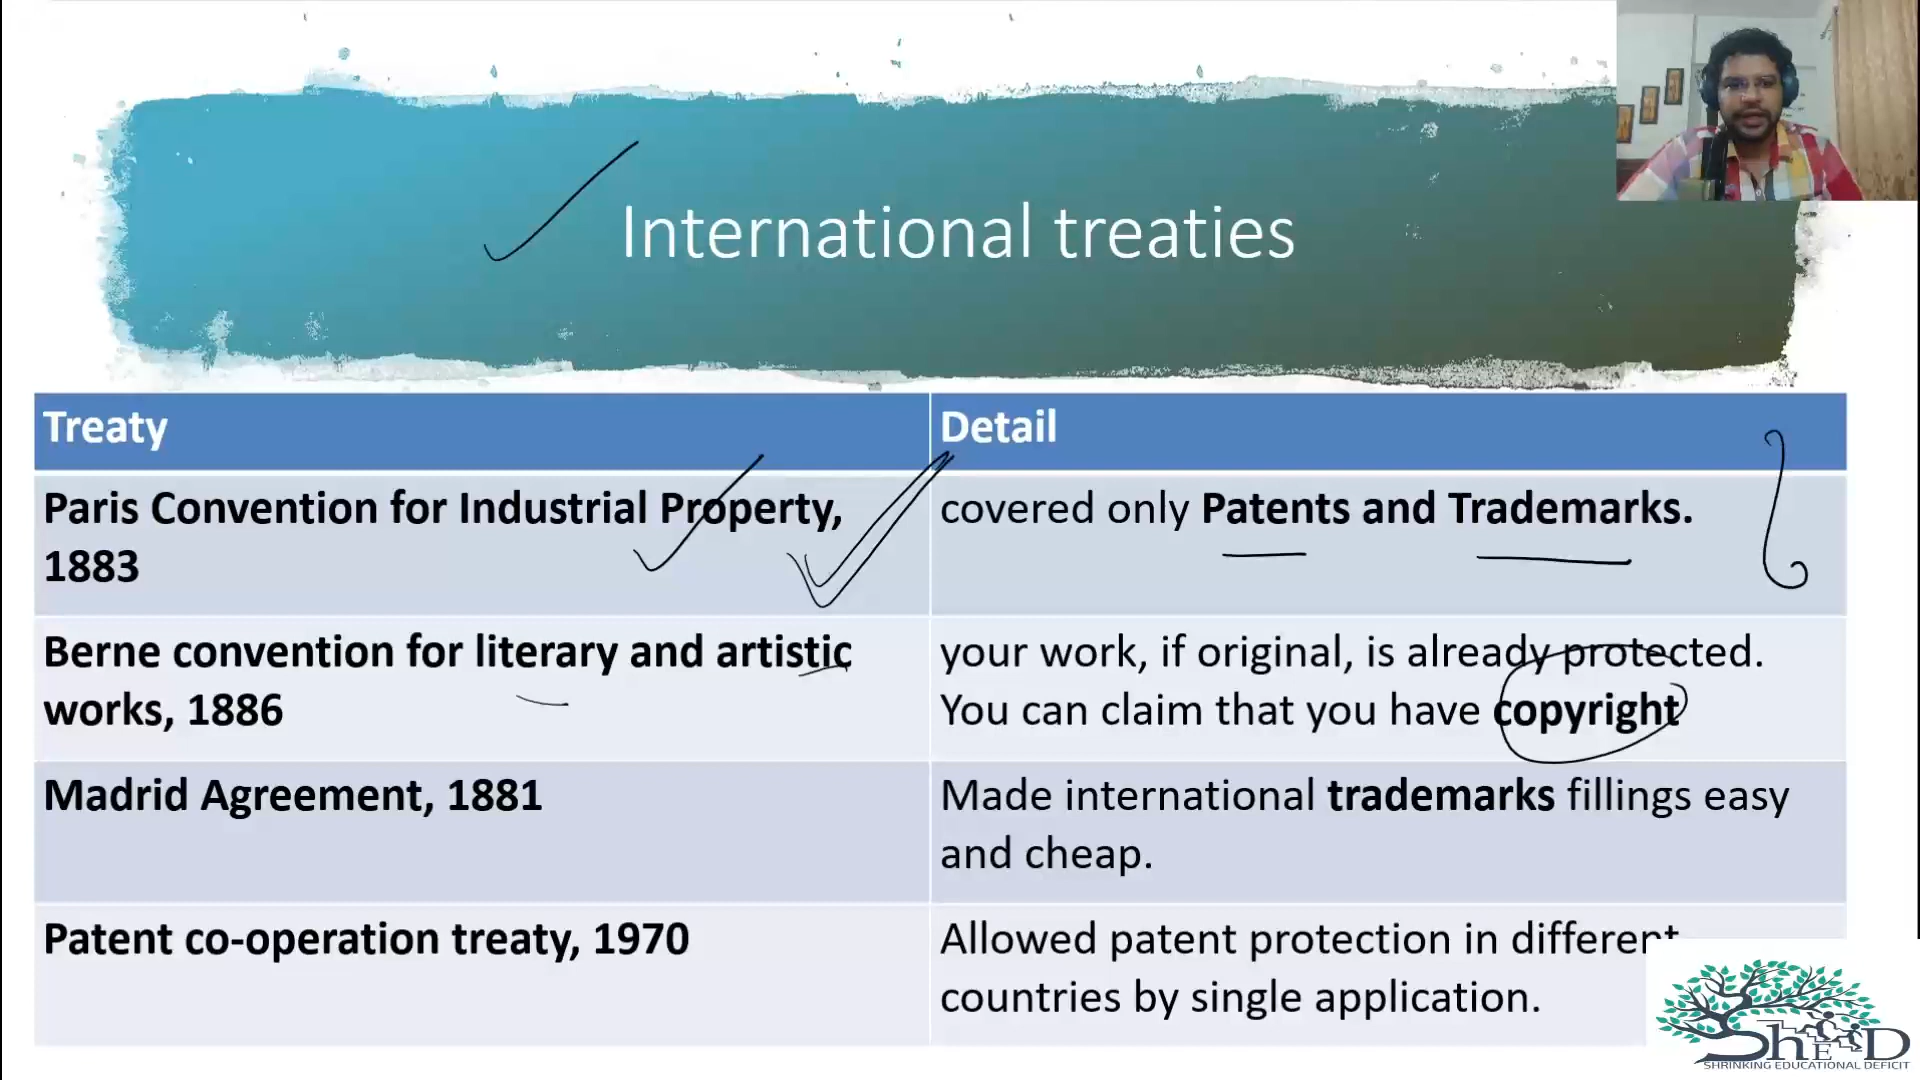 International treaties
Treaty
Detail
Paris Convention for Industrial Property,
1883
covered only Patents and Trademarks.
Berne convention for literary and artistic
works, 1886
your work, if original, is already protected.
You can claim that you have copyright
Madrid Agreement, 1881
Made international trademarks fillings easy
and cheap.
Patent co-operation treaty, 1970
Allowed patent protection in different
countries by single application.
ShED
SHRINKING EDUCATIONAL DEFICIT